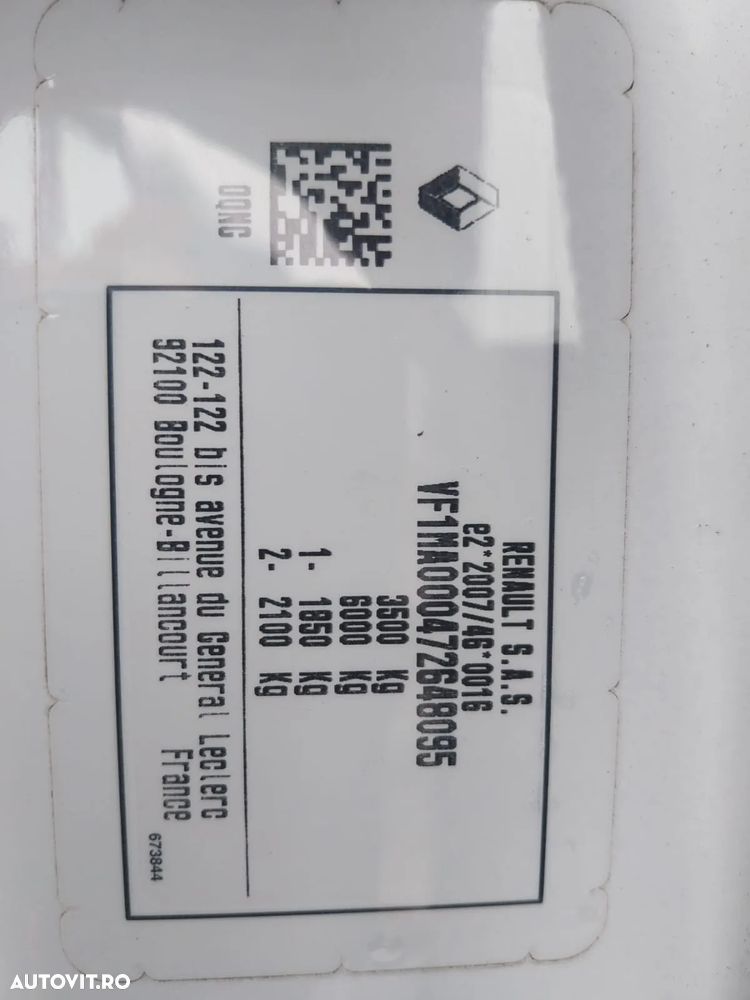 0QNG
RENAULT S.A.S.
e2*2007/46*0016
VF1MA000472648095
3500 Kg
6000 Kg
1- 1850 Kg
2- 2100 Kg
122-122 bis avenue du General Leclerc
92100 Boulogne-Billancourt France
673844
AUTOVIT.RO